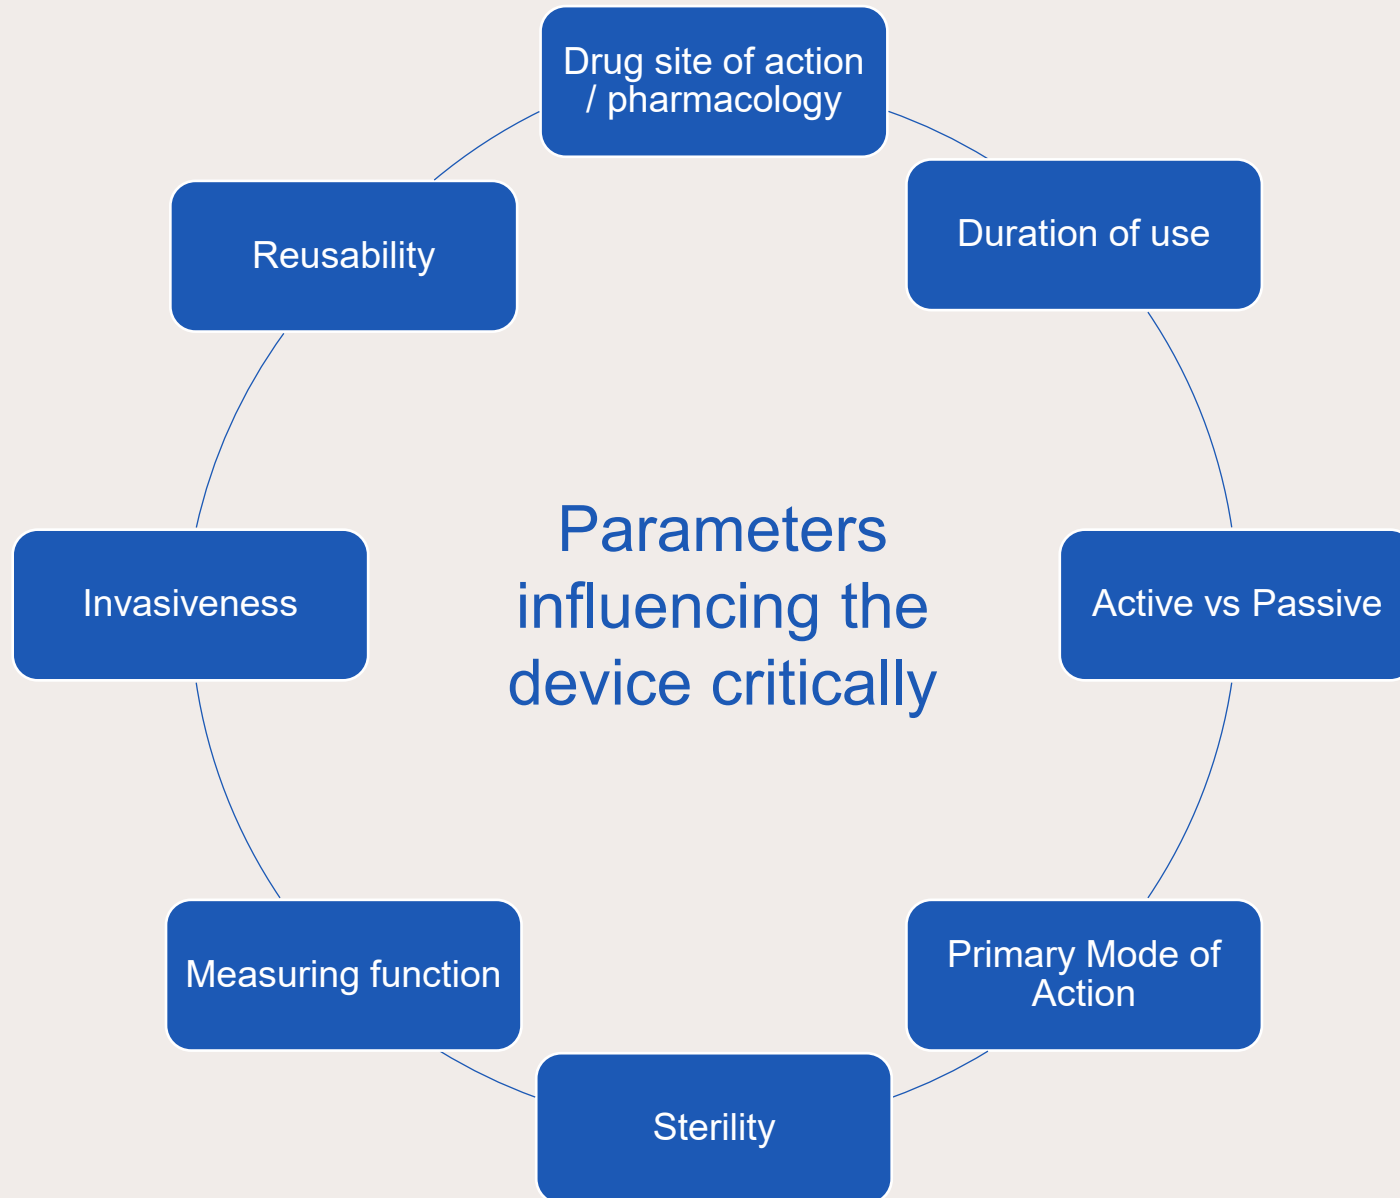 Drug site of action
/ pharmacology
Duration of use
Reusability
Parameters
influencing the
device critically
Invasiveness
Active vs Passive
Measuring function
Primary Mode of
Action
Sterility